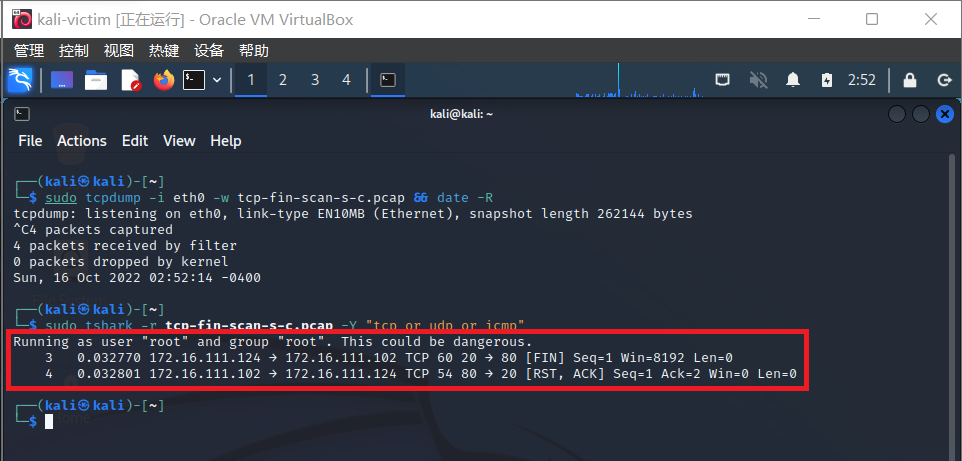 kali-victim [正在运行] - Oracle VM VirtualBox
管理 控制 视图 热键 设备 帮助
1 2 3 4 2:52
kali@kali: ~
File Actions Edit View Help
┌──(kali㉿kali)-[~]
└─$ sudo tcpdump -i eth0 -w tcp-fin-scan-s-c.pcap && date -R
tcpdump: listening on eth0, link-type EN10MB (Ethernet), snapshot length 262144 bytes
^C4 packets captured
4 packets received by filter
0 packets dropped by kernel
Sun, 16 Oct 2022 02:52:14 -0400
┌──(kali㉿kali)-[~]
└─$ sudo tshark -r tcp-fin-scan-s-c.pcap -Y "tcp or udp or icmp"
Running as user "root" and group "root". This could be dangerous.
3 0.032770 172.16.111.124 → 172.16.111.102 TCP 60 20 → 80 [FIN] Seq=1 Win=8192 Len=0
4 0.032801 172.16.111.102 → 172.16.111.124 TCP 54 80 → 20 [RST, ACK] Seq=1 Ack=2 Win=0 Len=0
┌──(kali㉿kali)-[~]
└─$